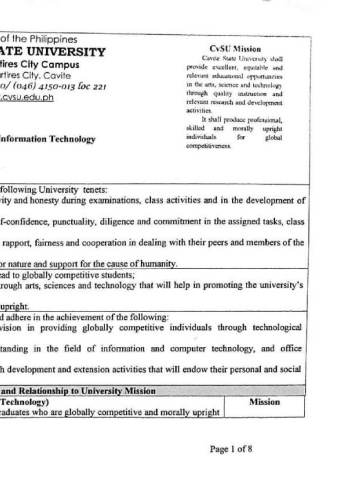 of the Philippines
ATE UNIVERSITY
tires City Campus
artires City, Cavite
(046) 4150-013 loc 221
.cvsu.edu.ph
nformation Technology
CvSU Mission
Cavite State University shall
provide excellent, equitable and
relevant educational opportunities
in the arts, science and technology
through quality instruction and
relevant research and development
activities.
It shall produce professional,
skilled and morally upright
individuals for global
competitiveness.
following University tenets:
ity and honesty during examinations, class activities and in the development of
f-confidence, punctuality, diligence and commitment in the assigned tasks, class
rapport, fairness and cooperation in dealing with their peers and members of the
or nature and support for the cause of humanity.
ead to globally competitive students;
rough arts, sciences and technology that will help in promoting the university's
upright.
d adhere in the achievement of the following:
vision in providing globally competitive individuals through technological
tanding in the field of information and computer technology, and office
h development and extension activities that will endow their personal and social
and Relationship to University Mission
Technology) Mission
raduates who are globally competitive and morally upright
Page 1 of 8